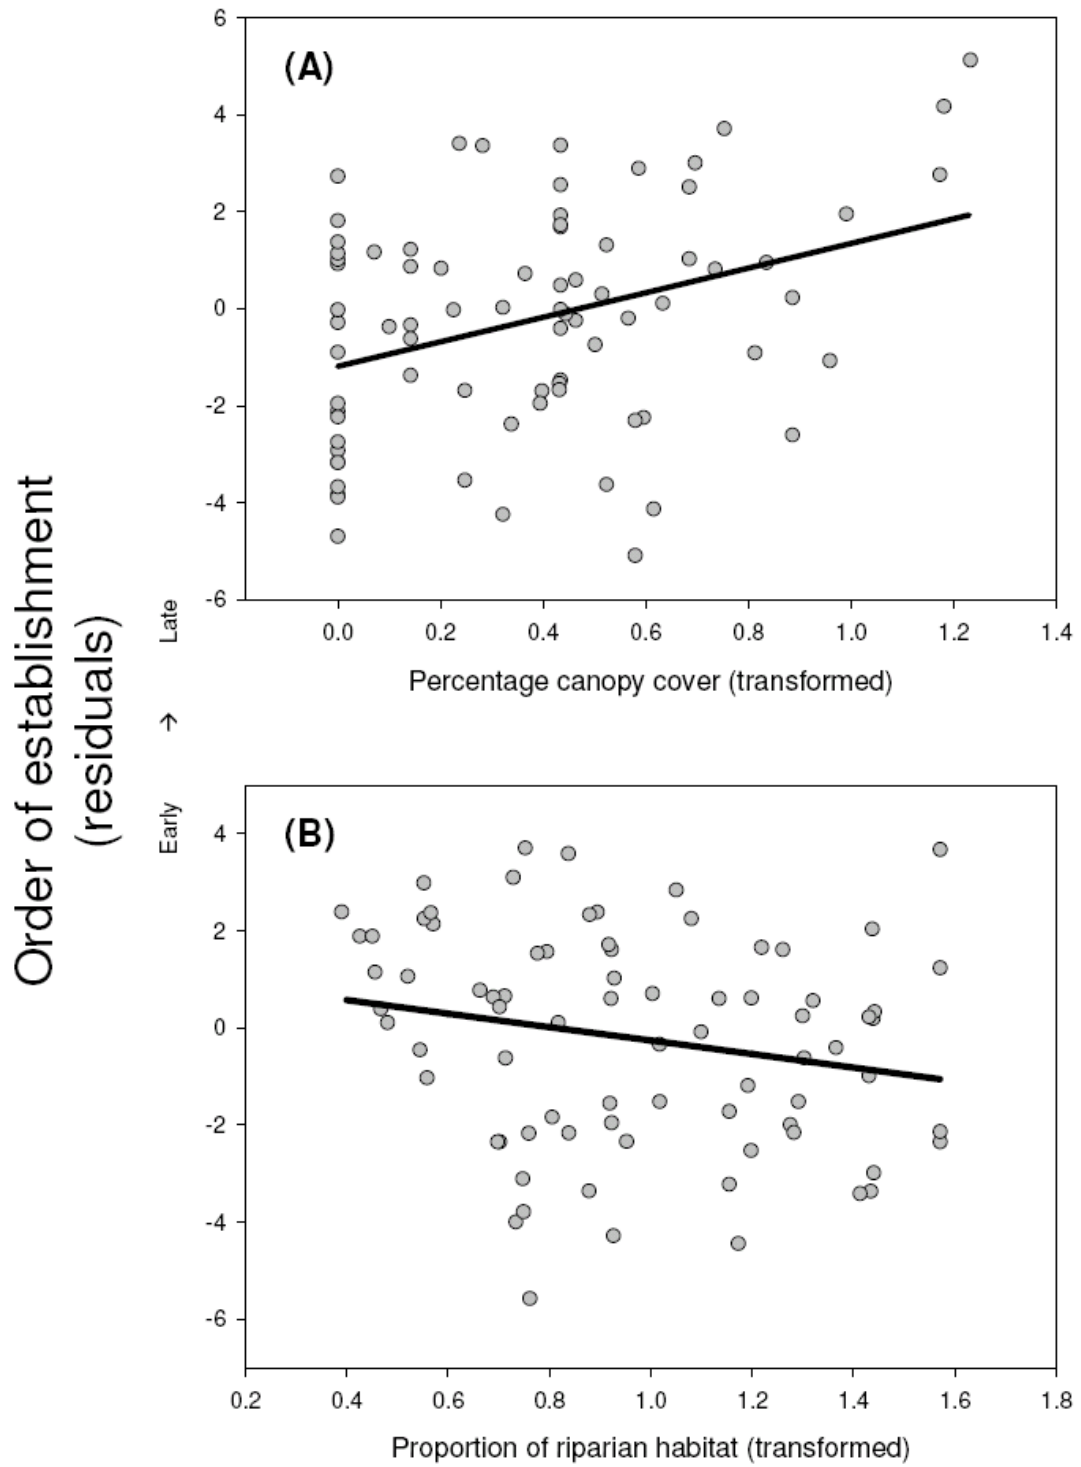 Order of establishment
(residuals)
Early → Late
(A)
6
4
2
0
-2
-4
-6
0.0 0.2 0.4 0.6 0.8 1.0 1.2 1.4
Percentage canopy cover (transformed)
(B)
4
2
0
-2
-4
-6
0.2 0.4 0.6 0.8 1.0 1.2 1.4 1.6 1.8
Proportion of riparian habitat (transformed)